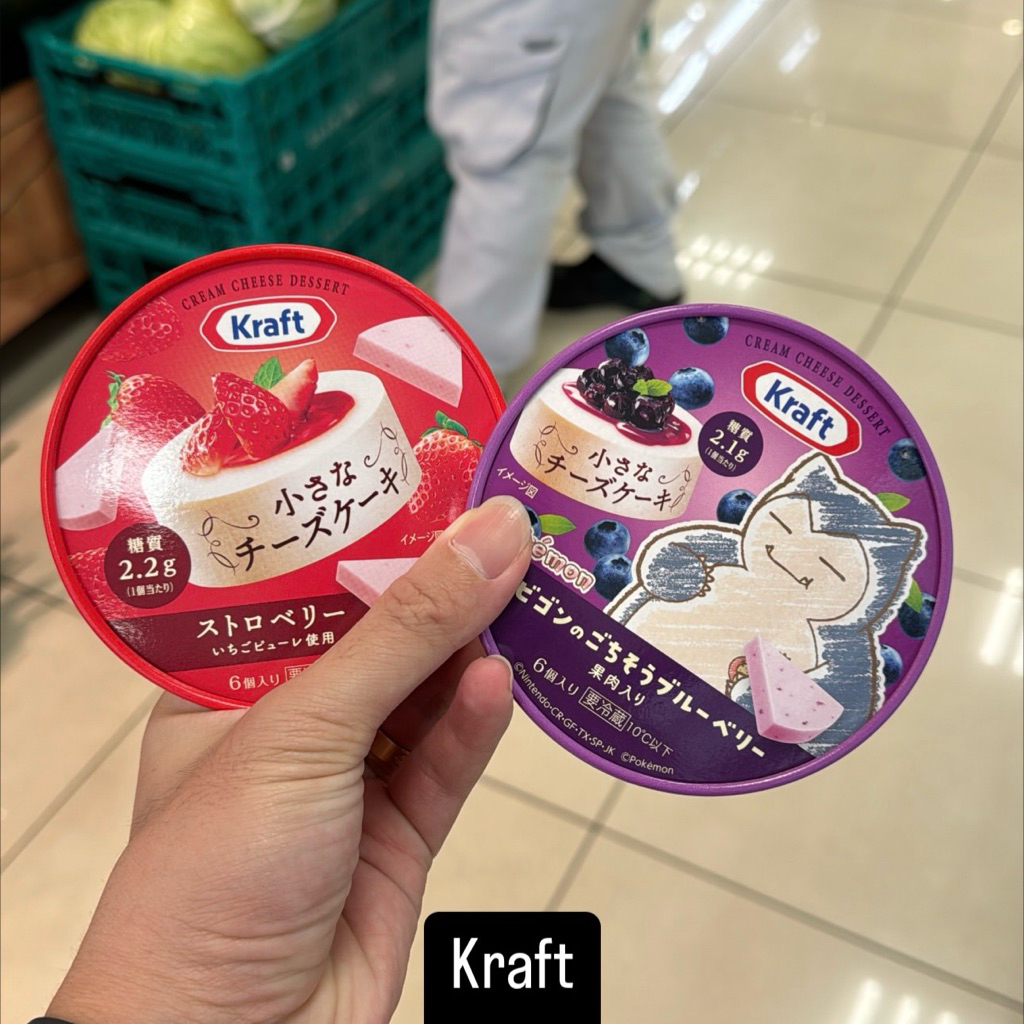 CREAM CHEESE DESSERT
Kraft
小さな
チーズケーキ
イメージ図
糖質
2.2g
(1個当たり)
ストロベリー
いちごピューレ使用
6個入り
CREAM CHEESE DESSERT
Kraft
糖質
2.1g
(1個当たり)
小さな
チーズケーキ
イメージ図
ビゴンのごちそうブルーベリー
果肉入り
6個入り 要冷蔵 10℃以下
©Nintendo・CR・GF・TX・SP・JK ©Pokémon
Kraft